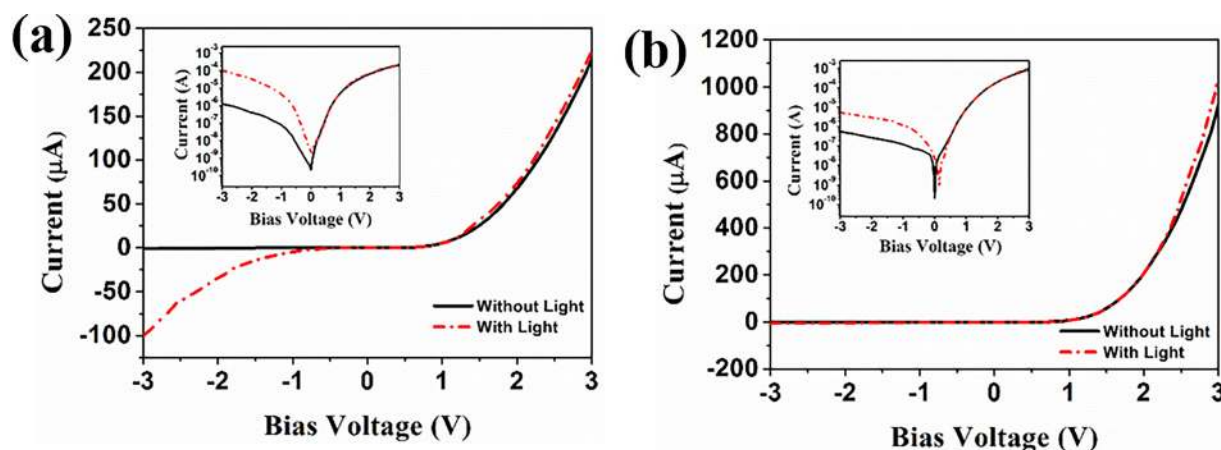 (a)
250
200
150
100
50
0
-50
-100
Current (μA)
-3 -2 -1 0 1 2 3
Bias Voltage (V)
Without Light
With Light
10⁻³
10⁻⁴
10⁻⁵
10⁻⁶
10⁻⁷
10⁻⁸
10⁻⁹
10⁻¹⁰
Current (A)
-3 -2 -1 0 1 2 3
Bias Voltage (V)
(b)
1200
1000
800
600
400
200
0
-200
Current (μA)
-3 -2 -1 0 1 2 3
Bias Voltage (V)
Without Light
With Light
10⁻³
10⁻⁴
10⁻⁵
10⁻⁶
10⁻⁷
10⁻⁸
10⁻⁹
10⁻¹⁰
Current (A)
-3 -2 -1 0 1 2 3
Bias Voltage (V)